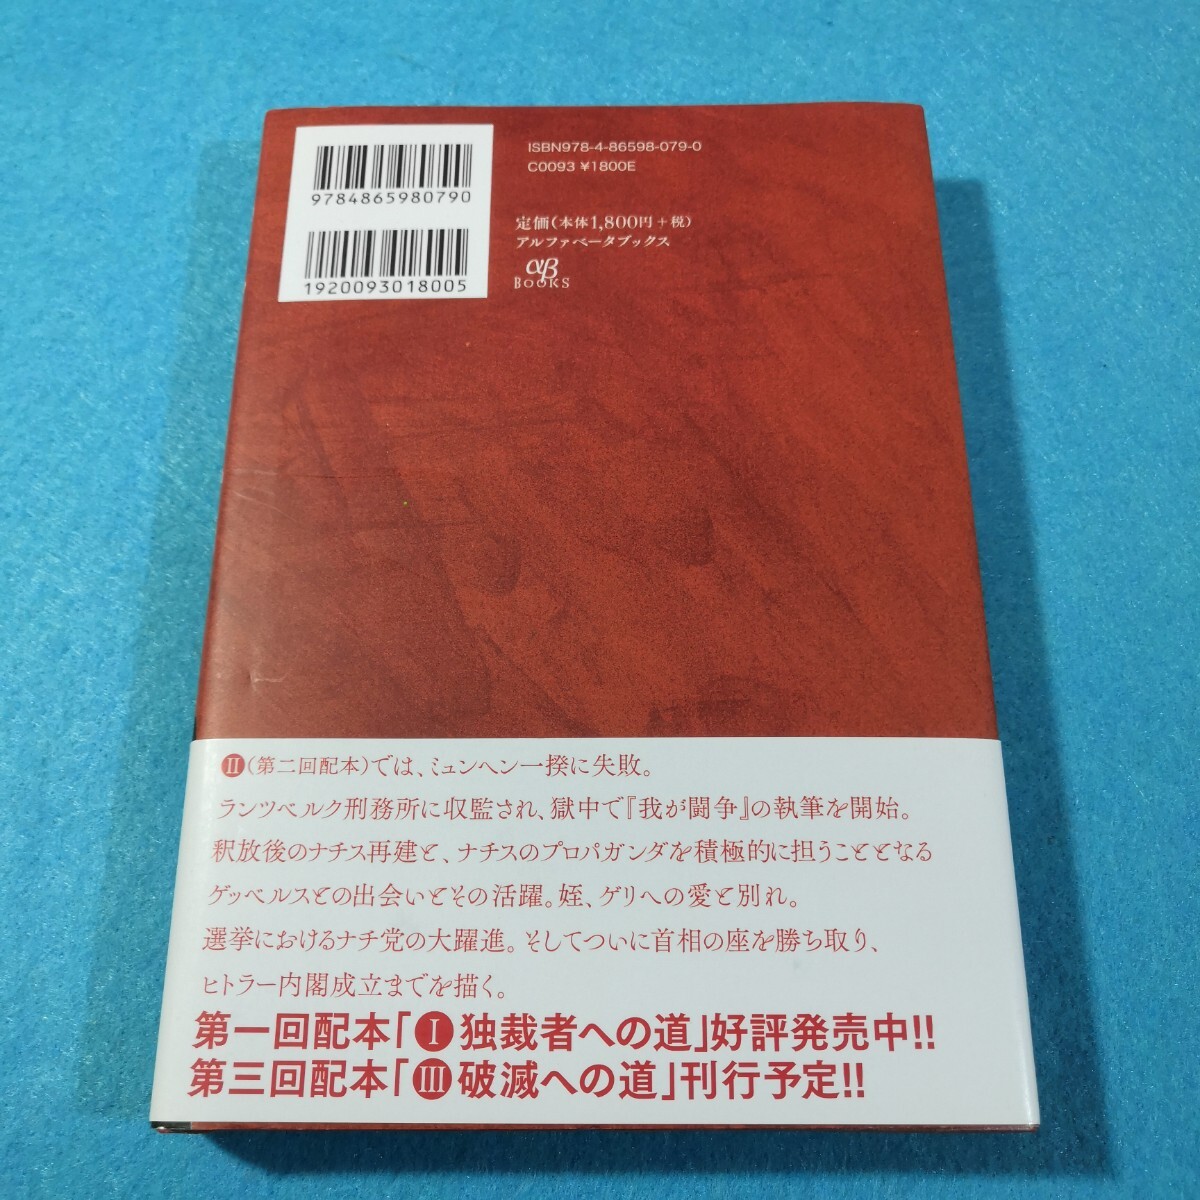 9784865980790
1920093018005
ISBN978-4-86598-079-0
C0093 ¥1800E
定価(本体1,800円+税)
アルファベータブックス
αβ
BOOKS
Ⅱ(第二回配本)では、ミュンヘン一揆に失敗。
ランツベルク刑務所に収監され、獄中で『我が闘争』の執筆を開始。
釈放後のナチス再建と、ナチスのプロパガンダを積極的に担うこととなる
ゲッベルスとの出会いとその活躍。姪、ゲリへの愛と別れ。
選挙におけるナチ党の大躍進。そしてついに首相の座を勝ち取り、
ヒトラー内閣成立までを描く。
第一回配本「Ⅰ独裁者への道」好評発売中!!
第三回配本「Ⅲ破滅への道」刊行予定!!